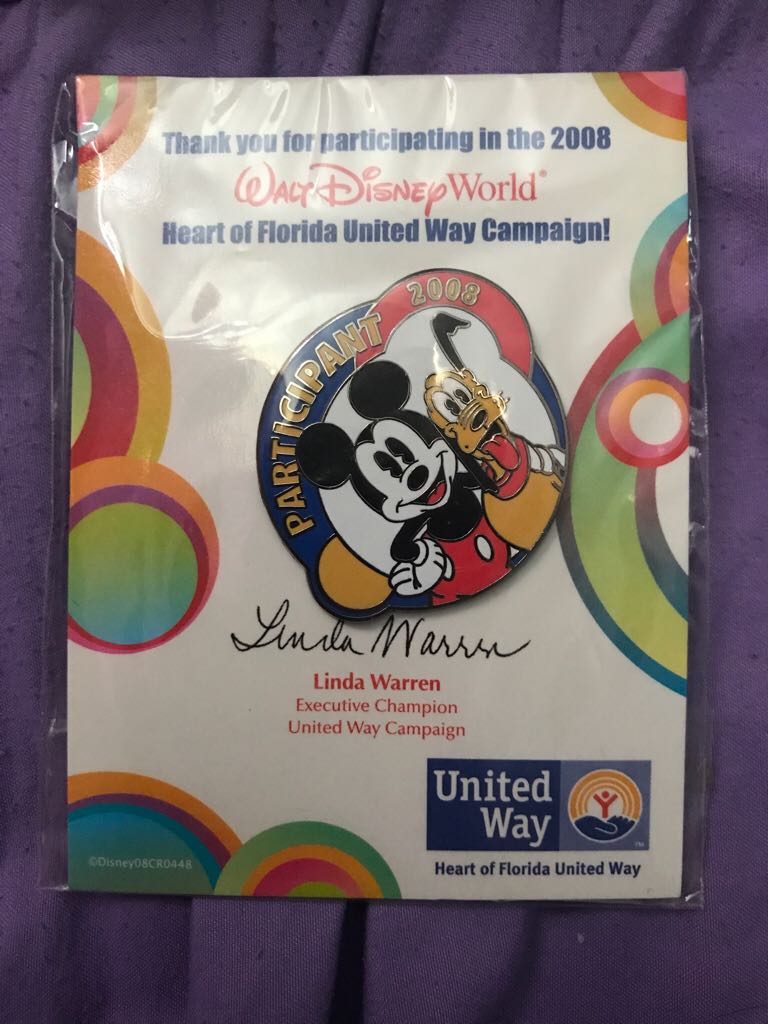 Thank you for participating in the 2008
Walt Disney World®
Heart of Florida United Way Campaign!
PARTICIPANT 2008
Linda Warren
Linda Warren
Executive Champion
United Way Campaign
United
Way
TM
Heart of Florida United Way
©Disney08CR0448